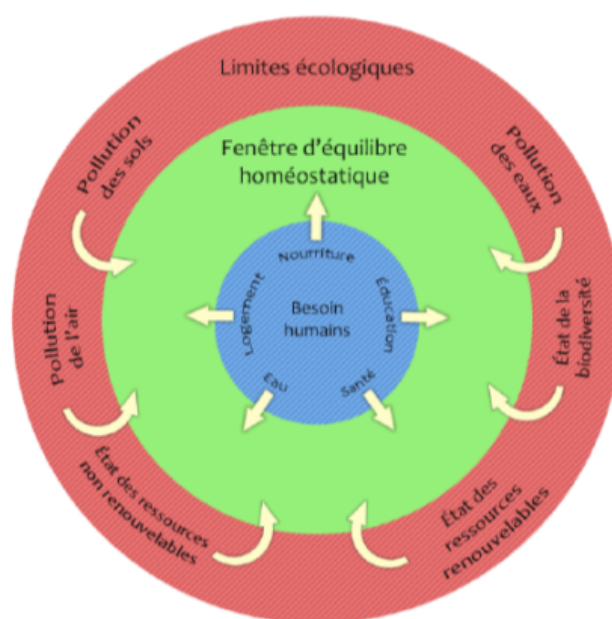 Limites écologiques
Pollution
des sols
Pollution
des eaux
Fenêtre d'équilibre
homéostatique
Nourriture
Logement
Éducation
Besoin
humains
Eau
Santé
Pollution
de l'air
État de la
biodiversité
État des ressources
non renouvelables
État des
ressources
renouvelables